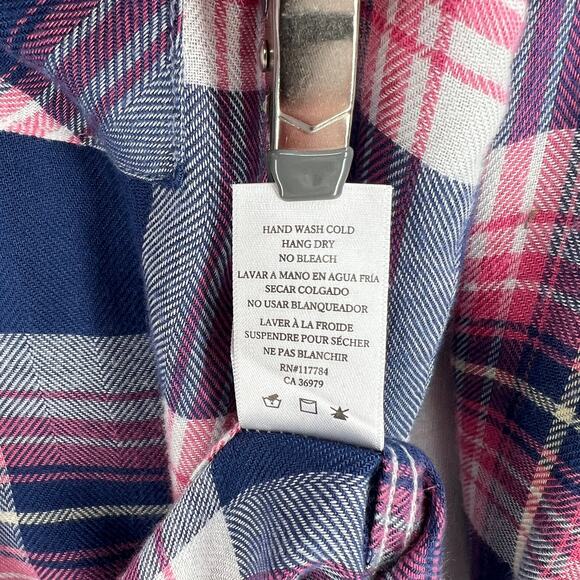 HAND WASH COLD
HANG DRY
NO BLEACH
LAVAR A MANO EN AGUA FRÍA
SECAR COLGADO
NO USAR BLANQUEADOR
LAVER À LA FROIDE
SUSPENDRE POUR SÉCHER
NE PAS BLANCHIR
RN#117784
CA 36979